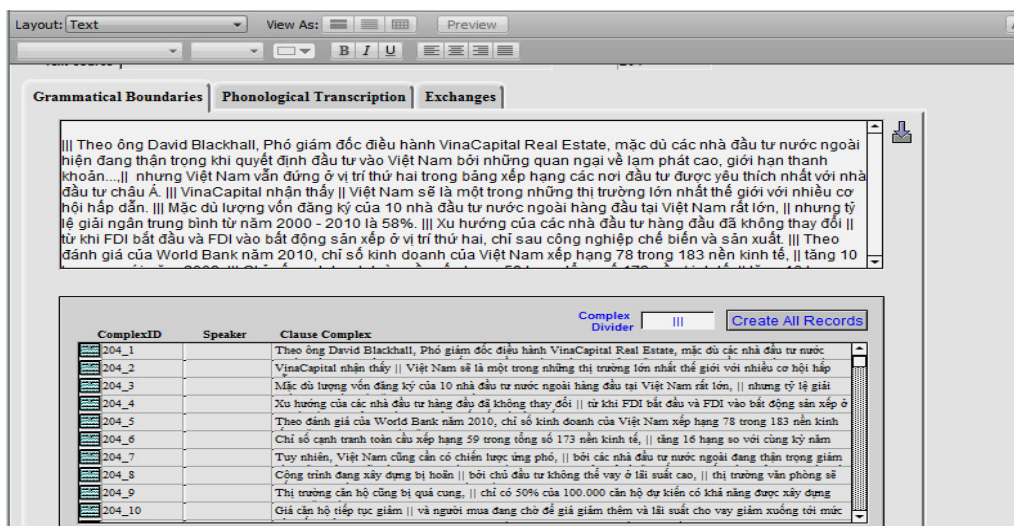 Layout: Text View As: Preview
B I U
Grammatical Boundaries Phonological Transcription Exchanges
||| Theo ông David Blackhall, Phó giám đốc điều hành VinaCapital Real Estate, mặc dủ các nhà đầu tư nước ngoài
hiện đang thận trọng khi quyết định đầu tư vào Việt Nam bởi những quan ngại về lạm phát cao, giới hạn thanh
khoản...,|| nhưng Việt Nam vẫn đứng ở vị trí thứ hai trong bảng xếp hạng các nơi đầu tư được yêu thích nhất với nhà
đầu tư châu Á. ||| VinaCapital nhận thấy || Việt Nam sẽ là một trong những thị trường lớn nhất thế giới với nhiều cơ
hội hấp dẫn. ||| Mặc dù lượng vốn đăng ký của 10 nhà đầu tư nước ngoài hàng đầu tại Việt Nam rất lớn, || nhưng tỷ
lệ giải ngân trung bình từ năm 2000 - 2010 là 58%. ||| Xu hướng của các nhà đầu tư hàng đầu đã không thay đổi ||
từ khi FDI bắt đầu và FDI vào bất động sản xếp ở vị trí thứ hai, chỉ sau công nghiệp chế biến và sản xuất. ||| Theo
đánh giá của World Bank năm 2010, chỉ số kinh doanh của Việt Nam xếp hạng 78 trong 183 nền kinh tế, || tăng 10
Complex Divider ||| Create All Records
ComplexID Speaker Clause Complex
204_1 Theo ông David Blackhall, Phó giám đốc điều hành VinaCapital Real Estate, mặc dù các nhà đầu tư nước
204_2 VinaCapital nhận thấy || Việt Nam sẽ là một trong những thị trường lớn nhất thế giới với nhiều cơ hội hấp
204_3 Mặc dù lượng vốn đăng ký của 10 nhà đầu tư nước ngoài hàng đầu tại Việt Nam rất lớn, || nhưng tỷ lệ giải
204_4 Xu hướng của các nhà đầu tư hàng đầu đã không thay đổi || từ khi FDI bắt đầu và FDI vào bất động sản xếp ở
204_5 Theo đánh giá của World Bank năm 2010, chỉ số kinh doanh của Việt Nam xếp hạng 78 trong 183 nền kinh
204_6 Chỉ số cạnh tranh toàn cầu xếp hạng 59 trong tổng số 173 nền kinh tế, || tăng 16 hạng so với cùng kỳ năm
204_7 Tuy nhiên, Việt Nam cũng cần có chiến lược ứng phó, || bởi các nhà đầu tư nước ngoài đang thận trọng giám
204_8 Công trình đang xây dựng bị hoãn || bởi chủ đầu tư không thể vay ở lãi suất cao, || thị trường văn phòng sẽ
204_9 Thị trường căn hộ cũng bị quá cung, || chỉ có 50% của 100.000 căn hộ dự kiến có khả năng được xây dựng
204_10 Giá căn hộ tiếp tục giảm || và người mua đang chờ để giá giảm thêm và lãi suất cho vay giảm xuống tới mức